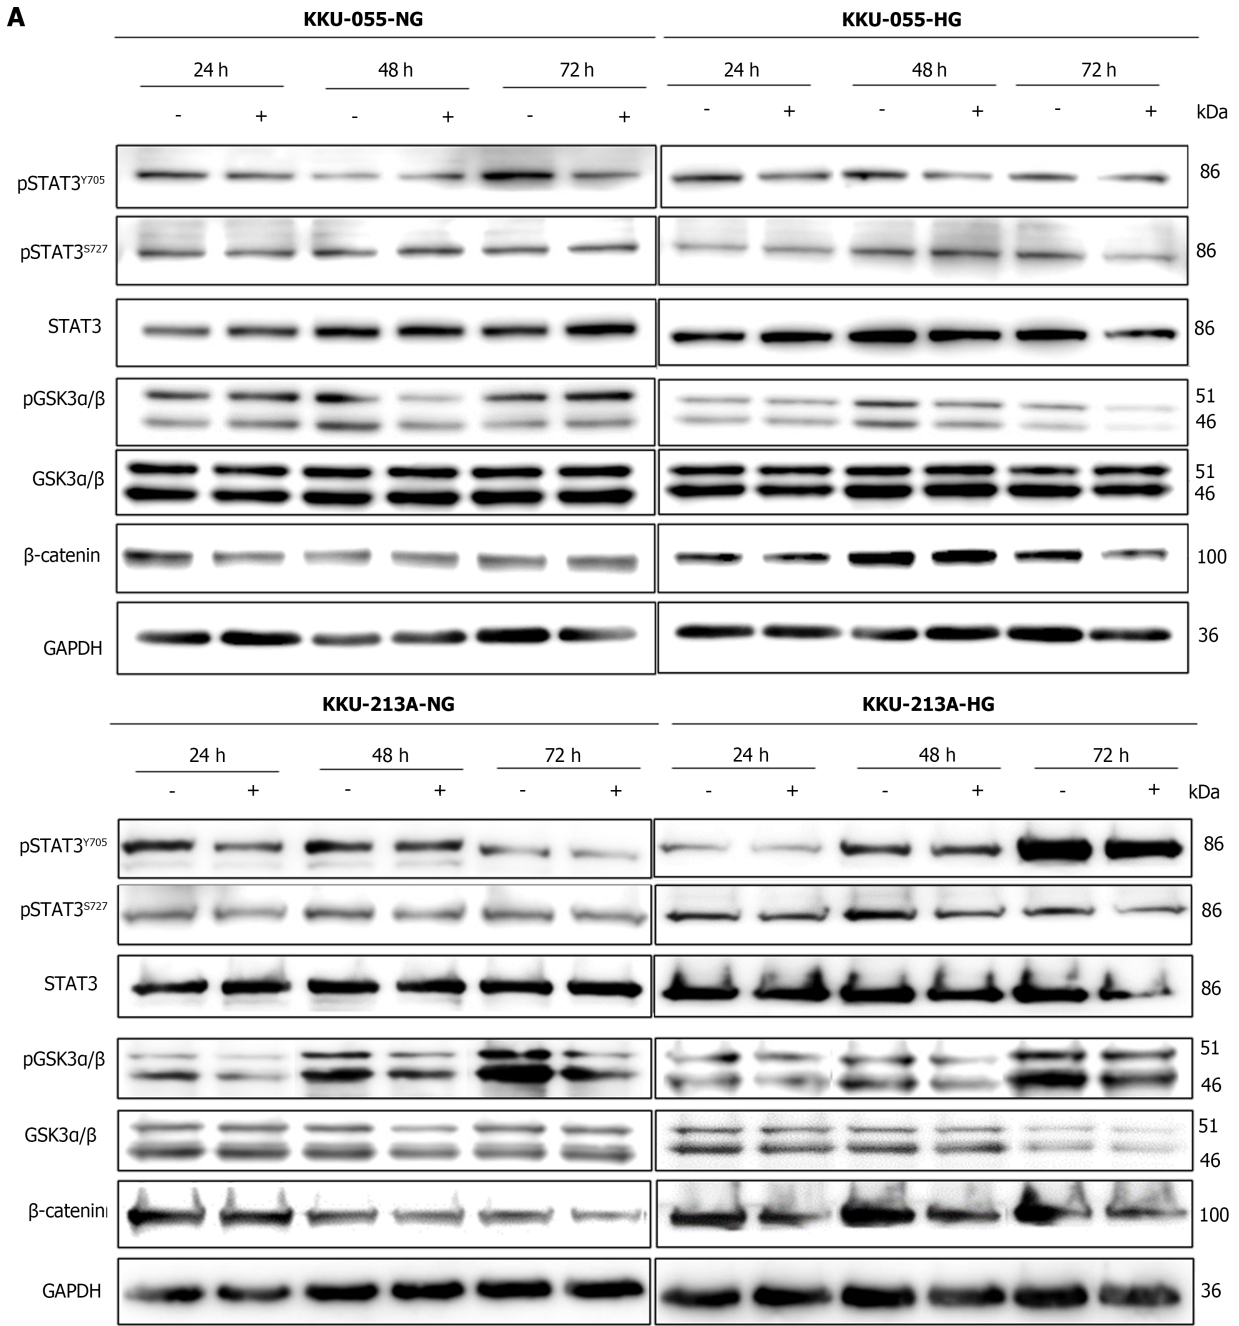 A
KKU-055-NG KKU-055-HG
24 h 48 h 72 h 24 h 48 h 72 h
- + - + - + - + - + - + kDa
pSTAT3Y705 86
pSTAT3S727 86
STAT3 86
pGSK3α/β 51
46
GSK3α/β 51
46
β-catenin 100
GAPDH 36
KKU-213A-NG KKU-213A-HG
24 h 48 h 72 h 24 h 48 h 72 h
- + - + - + - + - + - + kDa
pSTAT3Y705 86
pSTAT3S727 86
STAT3 86
pGSK3α/β 51
46
GSK3α/β 51
46
β-catenin 100
GAPDH 36